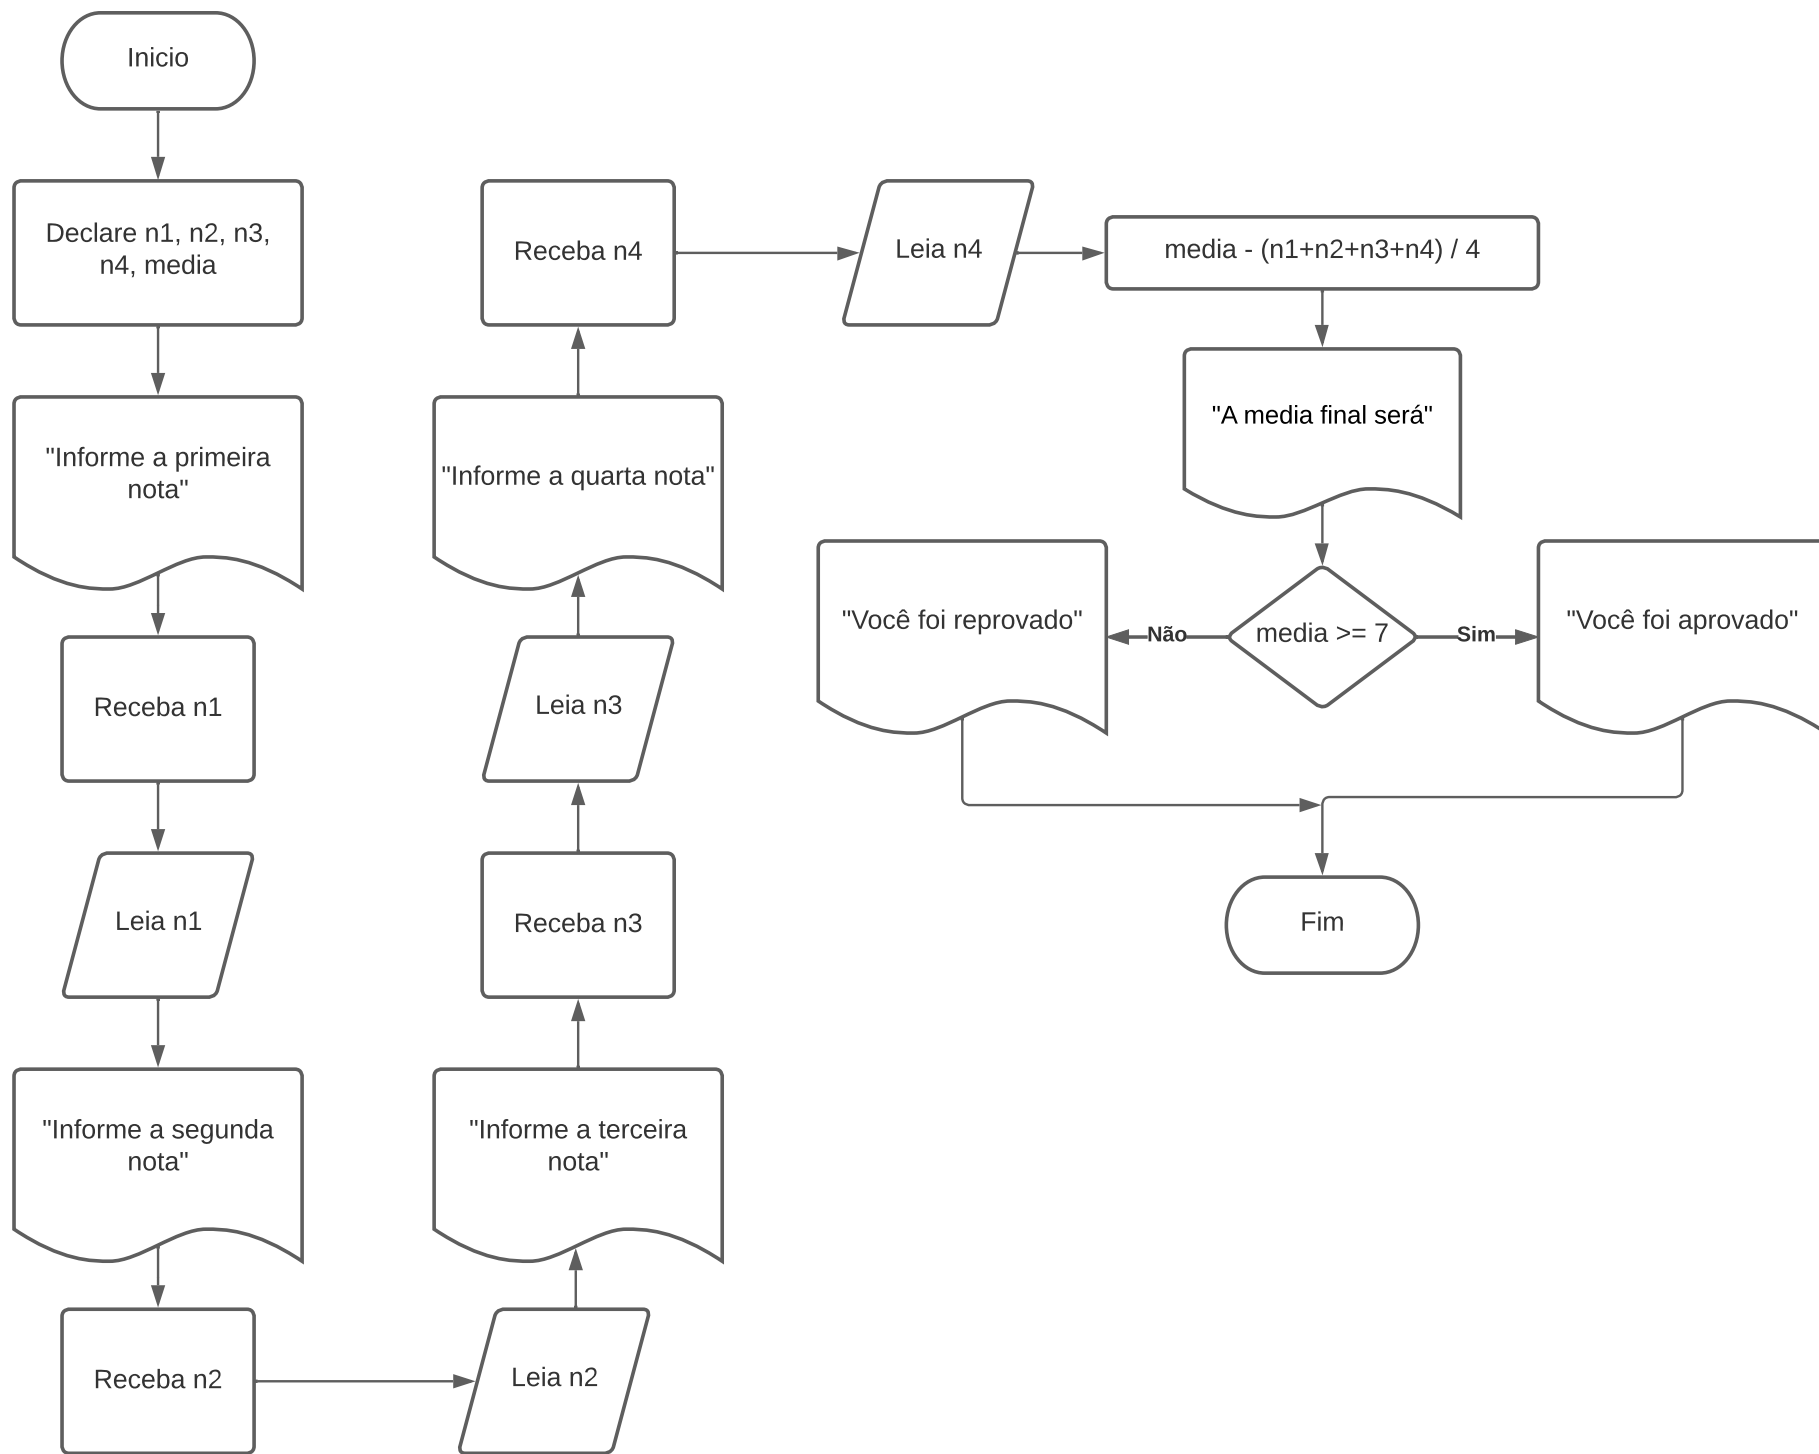 Inicio
Declare n1, n2, n3,
n4, media
"Informe a primeira
nota"
Receba n1
Leia n1
"Informe a segunda
nota"
Receba n2
Leia n2
"Informe a terceira
nota"
Receba n3
Leia n3
"Informe a quarta nota"
Receba n4
Leia n4
media - (n1+n2+n3+n4) / 4
"A media final será"
media >= 7
Não
"Você foi reprovado"
Sim
"Você foi aprovado"
Fim